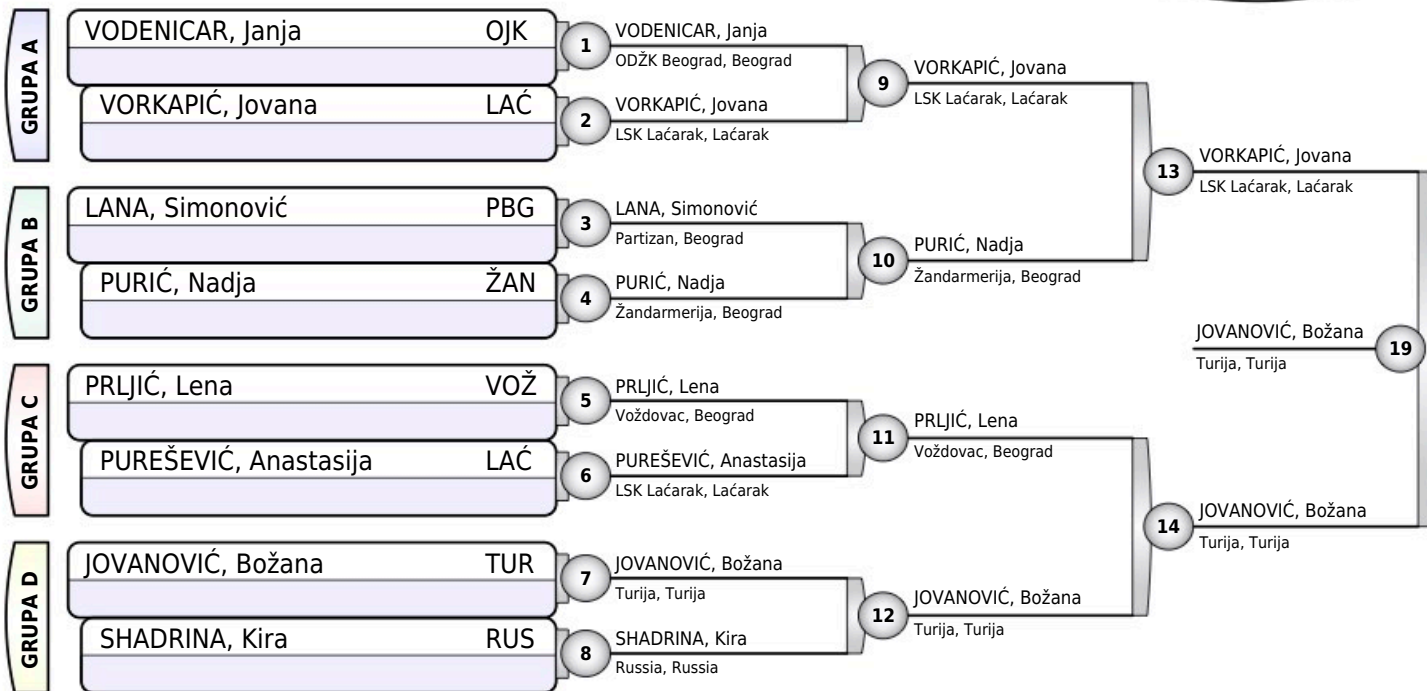 GRUPA A
VODENICAR, Janja OJK
VORKAPIĆ, Jovana LAĆ
1
VODENICAR, Janja
ODŽK Beograd, Beograd
2
VORKAPIĆ, Jovana
LSK Laćarak, Laćarak
9
VORKAPIĆ, Jovana
LSK Laćarak, Laćarak
GRUPA B
LANA, Simonović PBG
PURIĆ, Nadja ŽAN
3
LANA, Simonović
Partizan, Beograd
4
PURIĆ, Nadja
Žandarmerija, Beograd
10
PURIĆ, Nadja
Žandarmerija, Beograd
13
VORKAPIĆ, Jovana
LSK Laćarak, Laćarak
GRUPA C
PRLJIĆ, Lena VOŽ
PUREŠEVIĆ, Anastasija LAĆ
5
PRLJIĆ, Lena
Voždovac, Beograd
6
PUREŠEVIĆ, Anastasija
LSK Laćarak, Laćarak
11
PRLJIĆ, Lena
Voždovac, Beograd
GRUPA D
JOVANOVIĆ, Božana TUR
SHADRINA, Kira RUS
7
JOVANOVIĆ, Božana
Turija, Turija
8
SHADRINA, Kira
Russia, Russia
12
JOVANOVIĆ, Božana
Turija, Turija
14
JOVANOVIĆ, Božana
Turija, Turija
JOVANOVIĆ, Božana
Turija, Turija
19